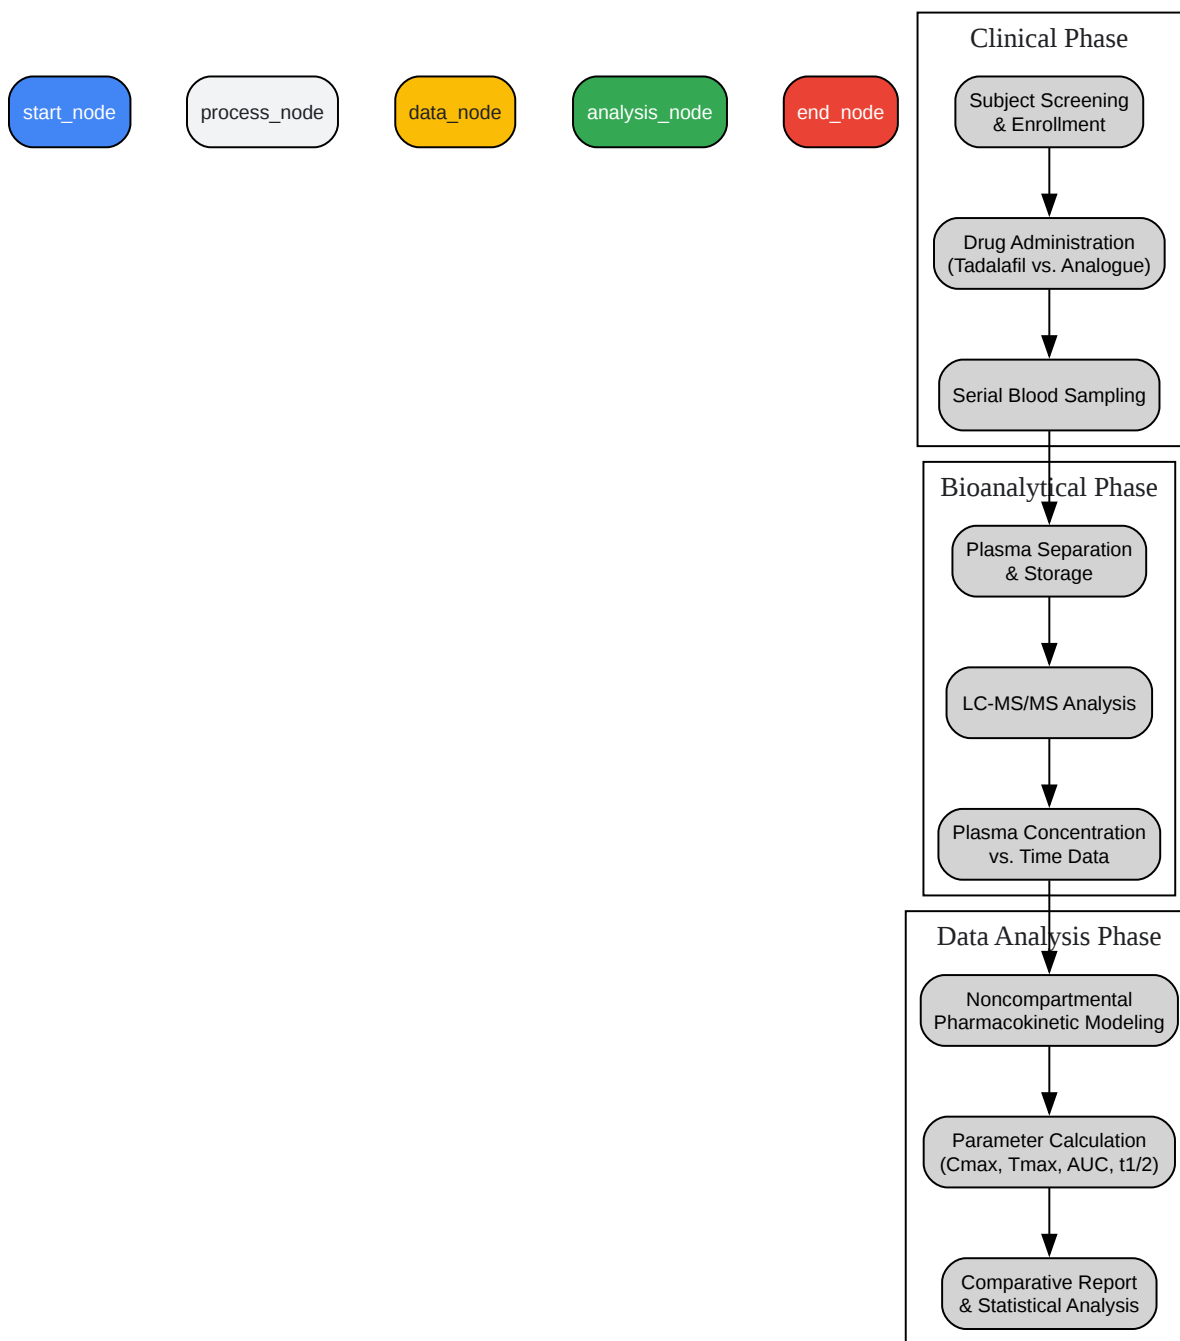 Clinical Phase
start_node
process_node
data_node
analysis_node
end_node
Subject Screening
& Enrollment
Drug Administration
(Tadalafil vs. Analogue)
Serial Blood Sampling
Bioanalytical Phase
Plasma Separation
& Storage
LC-MS/MS Analysis
Plasma Concentration
vs. Time Data
Data Analysis Phase
Noncompartmental
Pharmacokinetic Modeling
Parameter Calculation
(Cmax, Tmax, AUC, t1/2)
Comparative Report
& Statistical Analysis